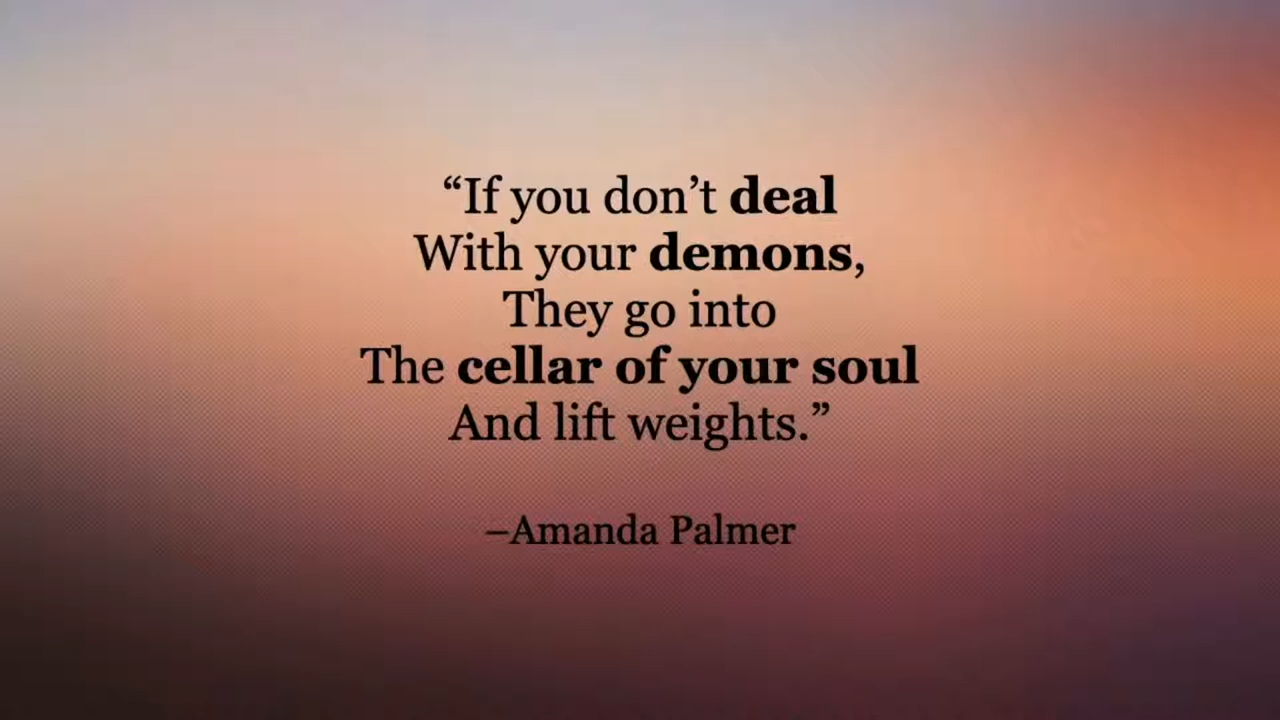 “If you don’t deal
With your demons,
They go into
The cellar of your soul
And lift weights.”
–Amanda Palmer